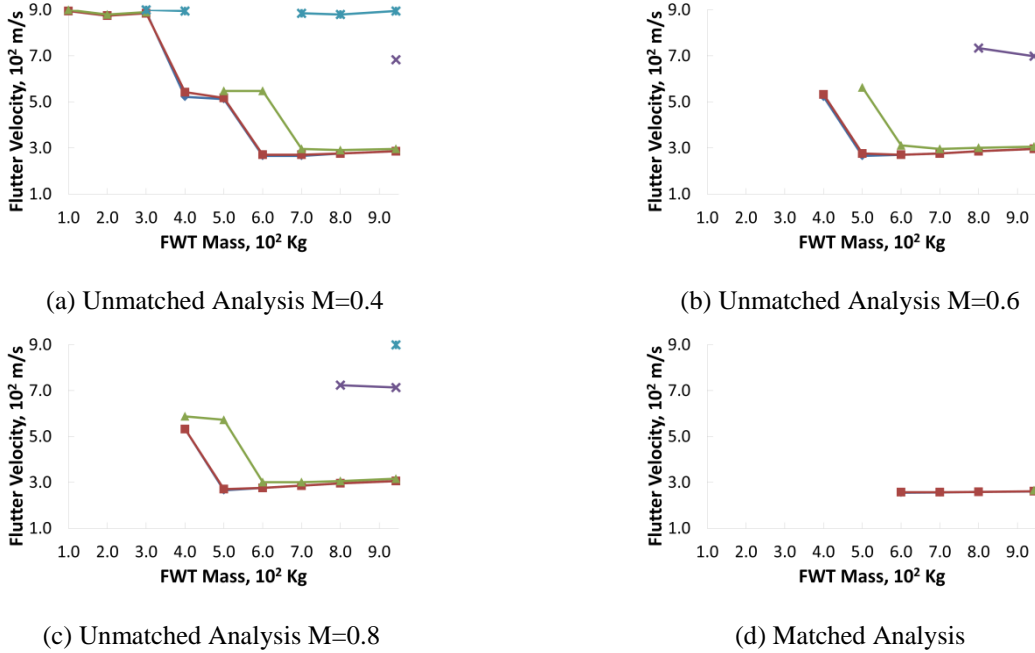 Flutter Velocity, 10² m/s
9.0
7.0
5.0
3.0
1.0
1.0 2.0 3.0 4.0 5.0 6.0 7.0 8.0 9.0
FWT Mass, 10² Kg
(a) Unmatched Analysis M=0.4
Flutter Velocity, 10² m/s
9.0
7.0
5.0
3.0
1.0
1.0 2.0 3.0 4.0 5.0 6.0 7.0 8.0 9.0
FWT Mass, 10² Kg
(b) Unmatched Analysis M=0.6
Flutter Velocity, 10² m/s
9.0
7.0
5.0
3.0
1.0
1.0 2.0 3.0 4.0 5.0 6.0 7.0 8.0 9.0
FWT Mass, 10² Kg
(c) Unmatched Analysis M=0.8
Flutter Velocity, 10² m/s
9.0
7.0
5.0
3.0
1.0
1.0 2.0 3.0 4.0 5.0 6.0 7.0 8.0 9.0
FWT Mass, 10² Kg
(d) Matched Analysis